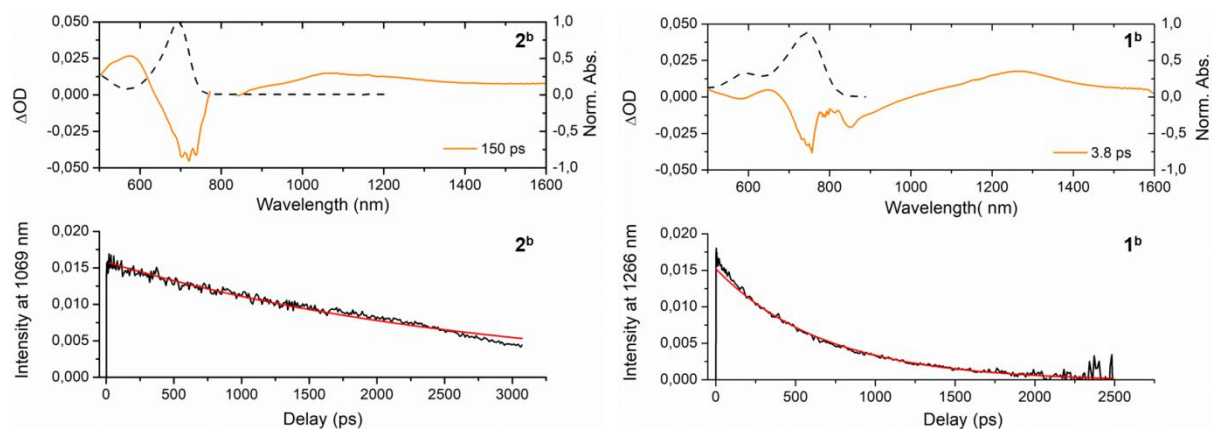 0,050
0,025
0,000
-0,025
-0,050
ΔOD
2b
150 ps
1,0
0,5
0,0
-0,5
-1,0
Norm. Abs.
600 800 1000 1200 1400 1600
Wavelength (nm)
0,050
0,025
0,000
-0,025
-0,050
ΔOD
1b
3.8 ps
1,0
0,5
0,0
-0,5
-1,0
Norm. Abs.
600 800 1000 1200 1400 1600
Wavelength( nm)
0,020
0,015
0,010
0,005
0,000
Intensity at 1069 nm
2b
0 500 1000 1500 2000 2500 3000
Delay (ps)
0,020
0,015
0,010
0,005
0,000
Intensity at 1266 nm
1b
0 500 1000 1500 2000 2500
Delay (ps)